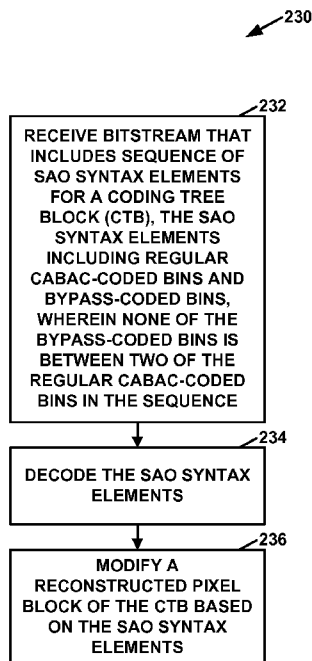 230
232
RECEIVE BITSTREAM THAT
INCLUDES SEQUENCE OF
SAO SYNTAX ELEMENTS
FOR A CODING TREE
BLOCK (CTB), THE SAO
SYNTAX ELEMENTS
INCLUDING REGULAR
CABAC-CODED BINS AND
BYPASS-CODED BINS,
WHEREIN NONE OF THE
BYPASS-CODED BINS IS
BETWEEN TWO OF THE
REGULAR CABAC-CODED
BINS IN THE SEQUENCE
234
DECODE THE SAO SYNTAX
ELEMENTS
236
MODIFY A
RECONSTRUCTED PIXEL
BLOCK OF THE CTB BASED
ON THE SAO SYNTAX
ELEMENTS